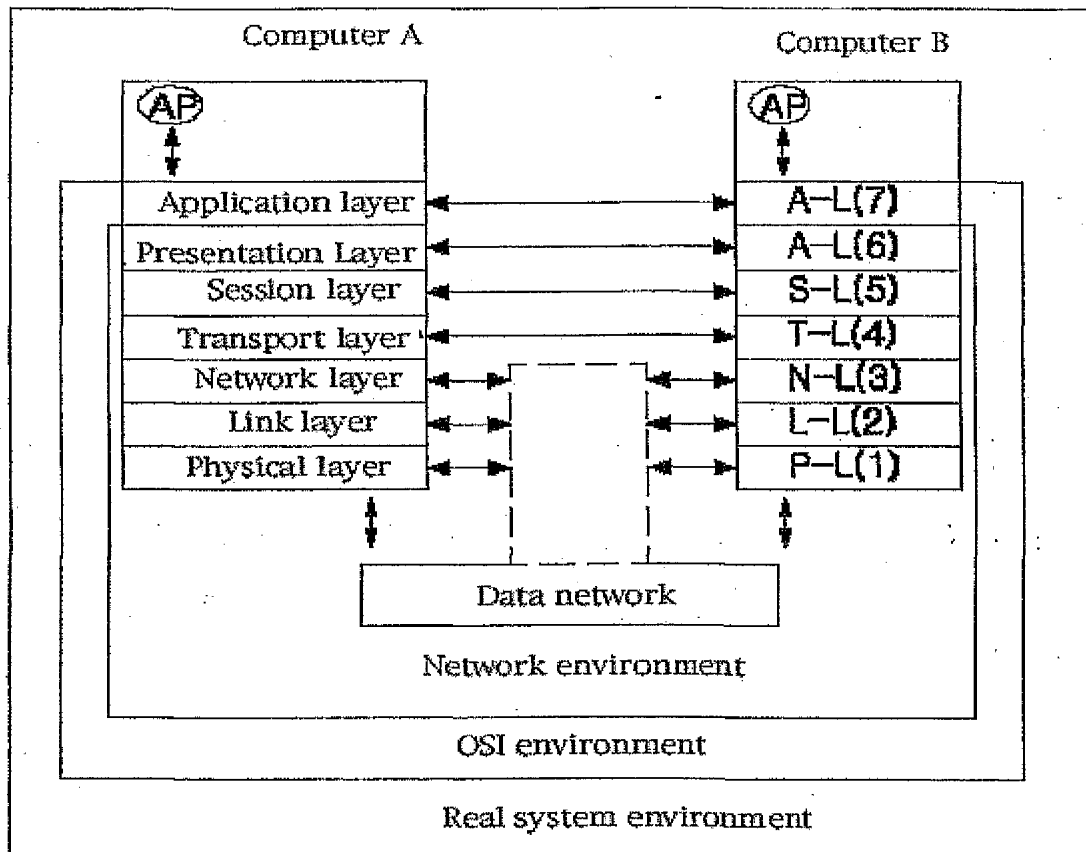 Computer A
Computer B
AP
AP
Application layer
A-L(7)
Presentation Layer
A-L(6)
Session layer
S-L(5)
Transport layer
T-L(4)
Network layer
N-L(3)
Link layer
L-L(2)
Physical layer
P-L(1)
Data network
Network environment
OSI environment
Real system environment